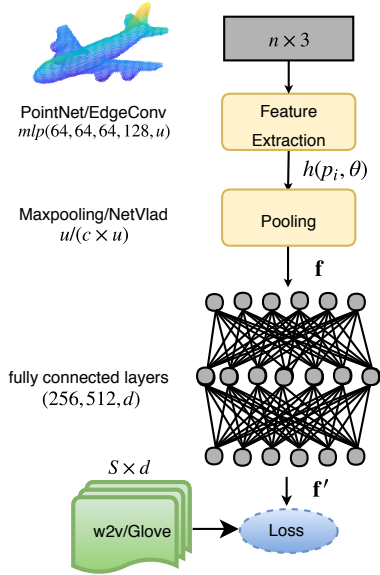 n × 3
PointNet/EdgeConv
mlp(64, 64, 64, 128, u)
Feature
Extraction
h(pᵢ, θ)
Maxpooling/NetVlad
u/(c × u)
Pooling
f
fully connected layers
(256, 512, d)
S × d
f′
w2v/Glove
Loss